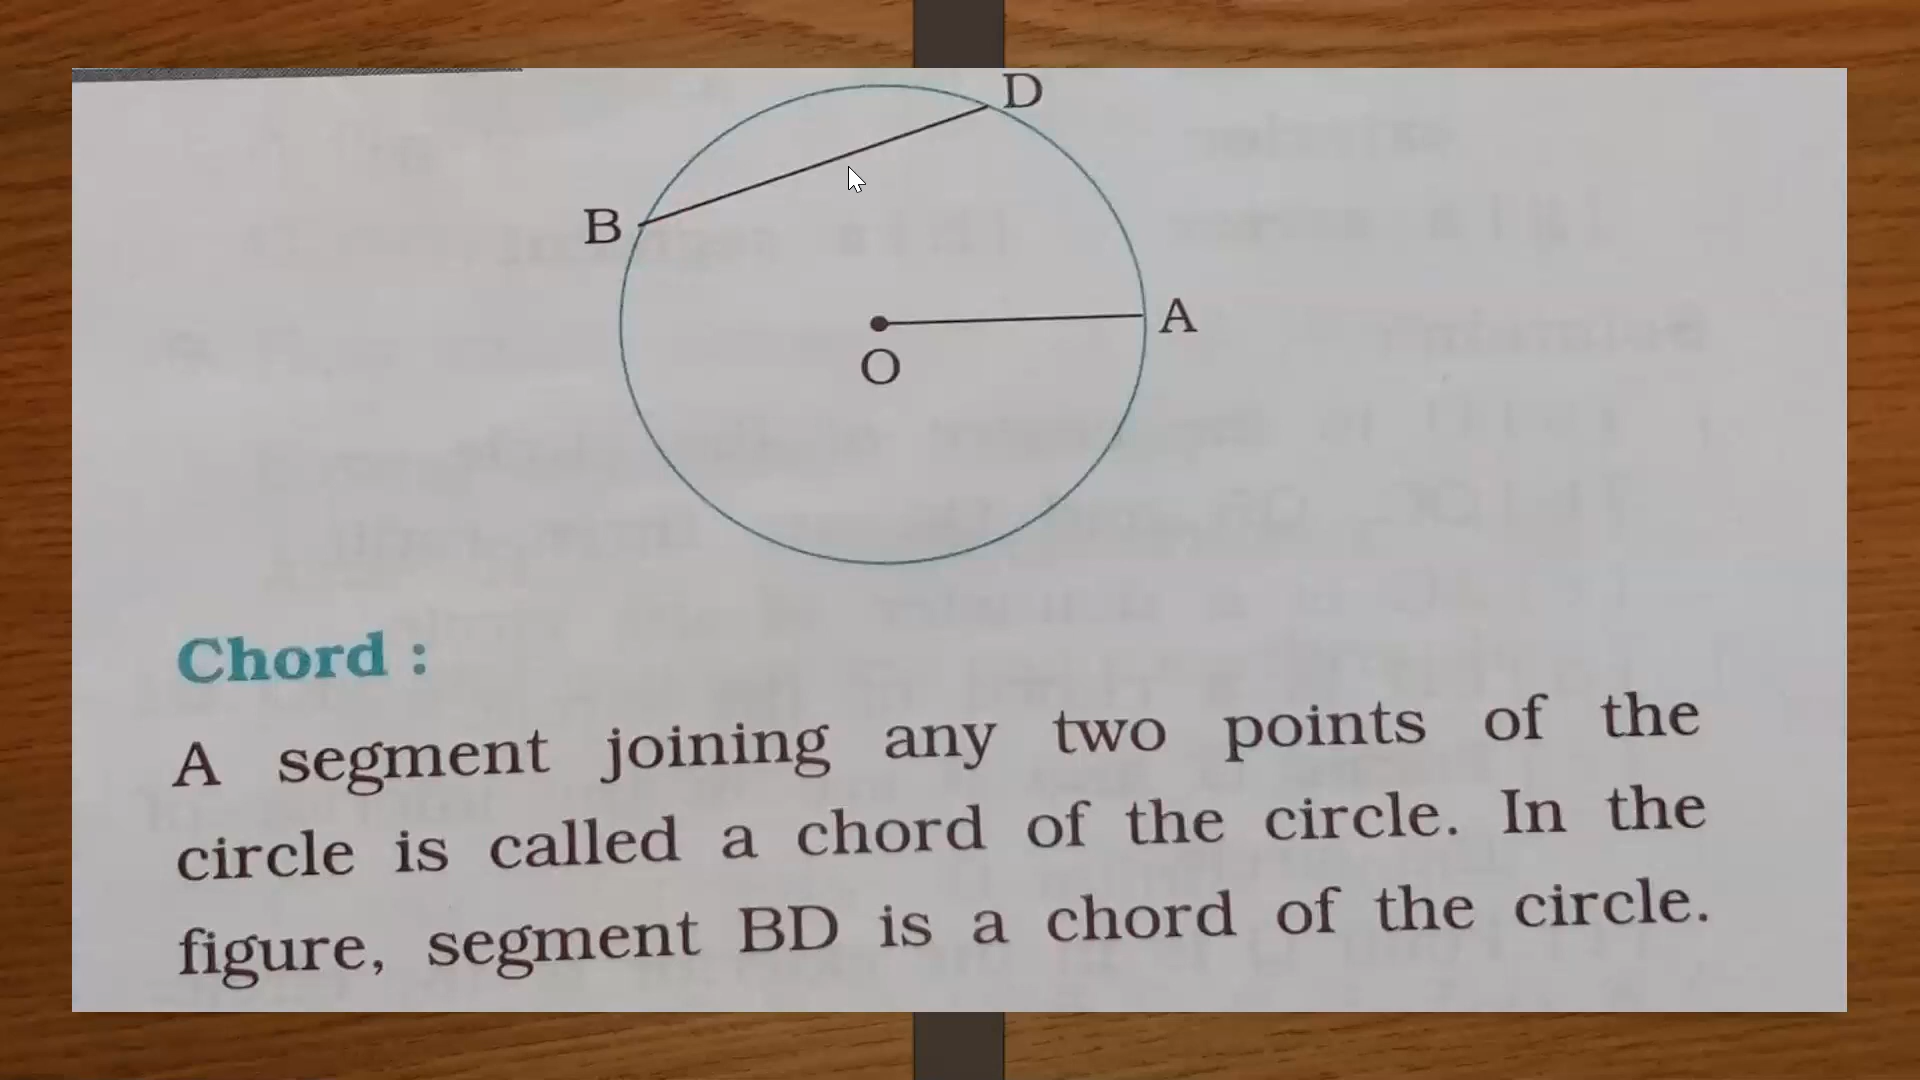 D
B
A
O
Chord :
A segment joining any two points of the
circle is called a chord of the circle. In the
figure, segment BD is a chord of the circle.